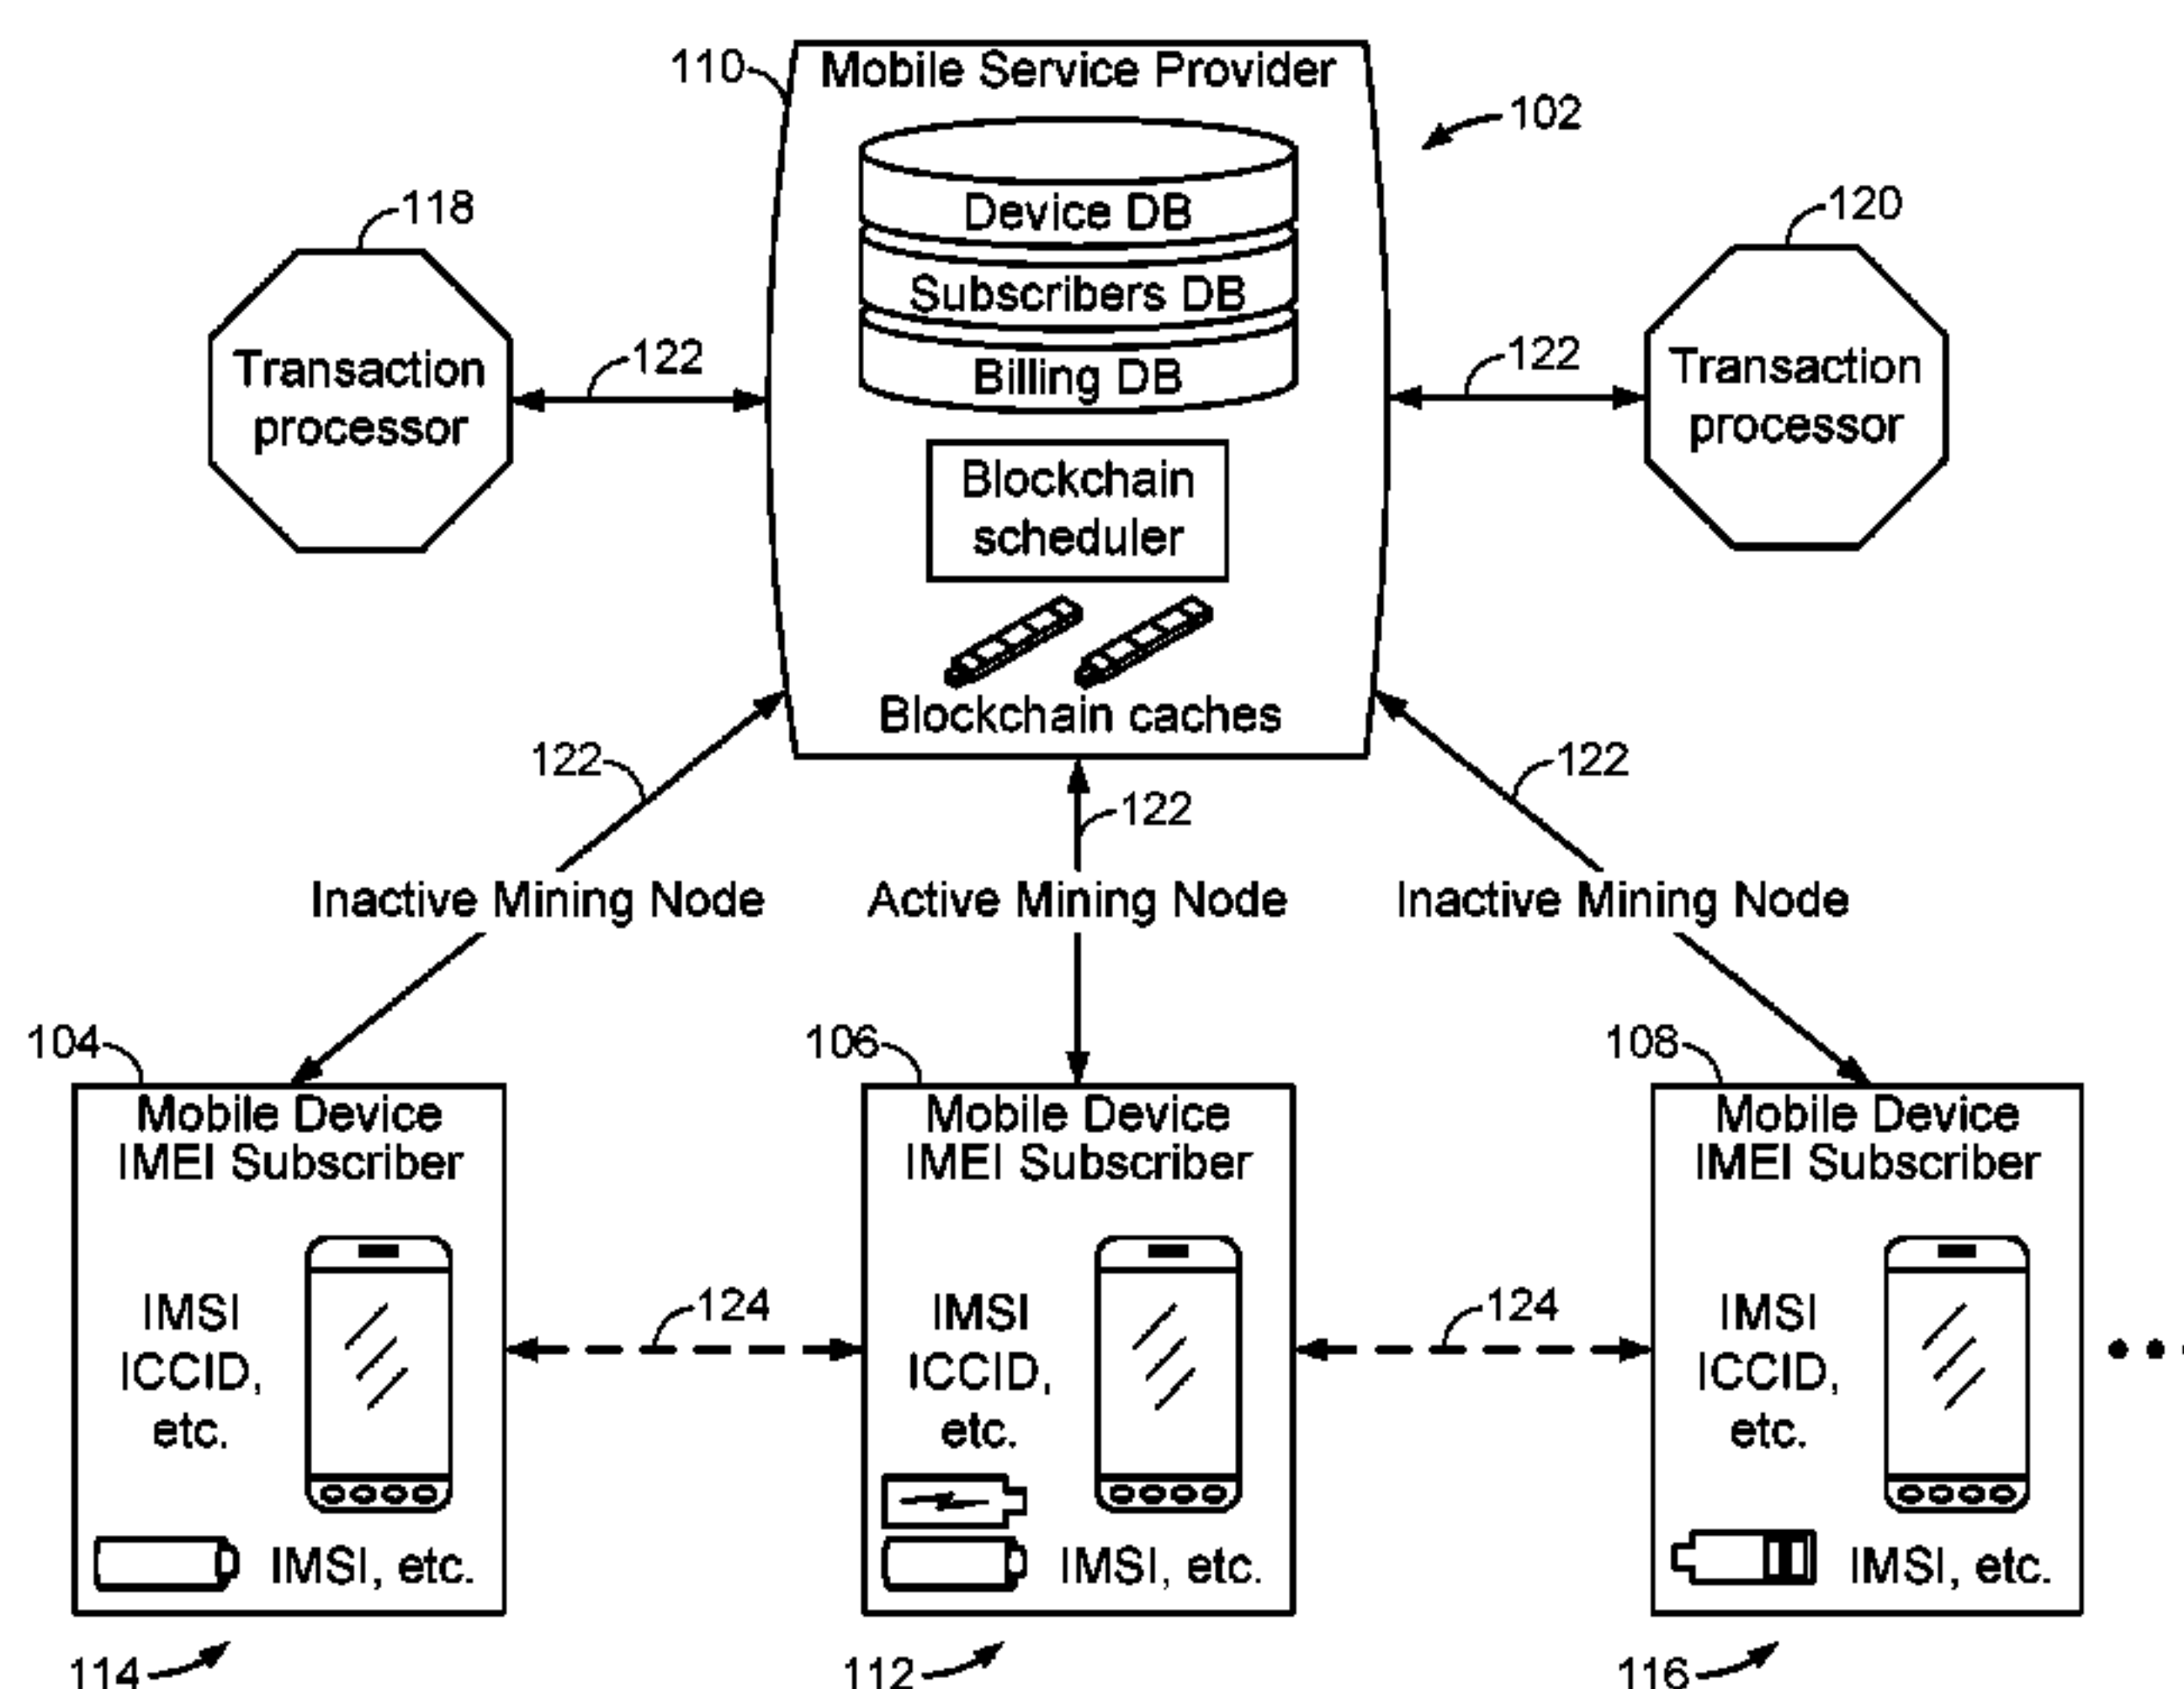 110
Mobile Service Provider
102
Device DB
Subscribers DB
Billing DB
118
Transaction
processor
122
120
Transaction
processor
122
Blockchain
scheduler
Blockchain caches
122
122
122
Inactive Mining Node
Active Mining Node
Inactive Mining Node
104
Mobile Device
IMEI Subscriber
IMSI
ICCID,
etc.
IMSI, etc.
114
124
106
Mobile Device
IMEI Subscriber
IMSI
ICCID,
etc.
IMSI, etc.
112
124
108
Mobile Device
IMEI Subscriber
IMSI
ICCID,
etc.
IMSI, etc.
116